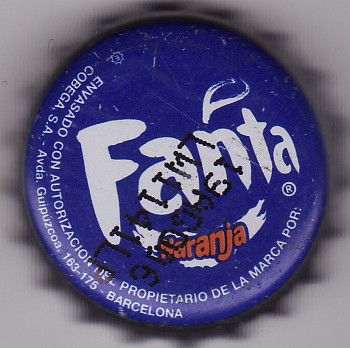 Fanta
®
naranja
ENVASADO CON AUTORIZACION DEL PROPIETARIO DE LA MARCA POR:
COBEGA, S.A. - Avda. Guipúzcoa, 163-175 - BARCELONA